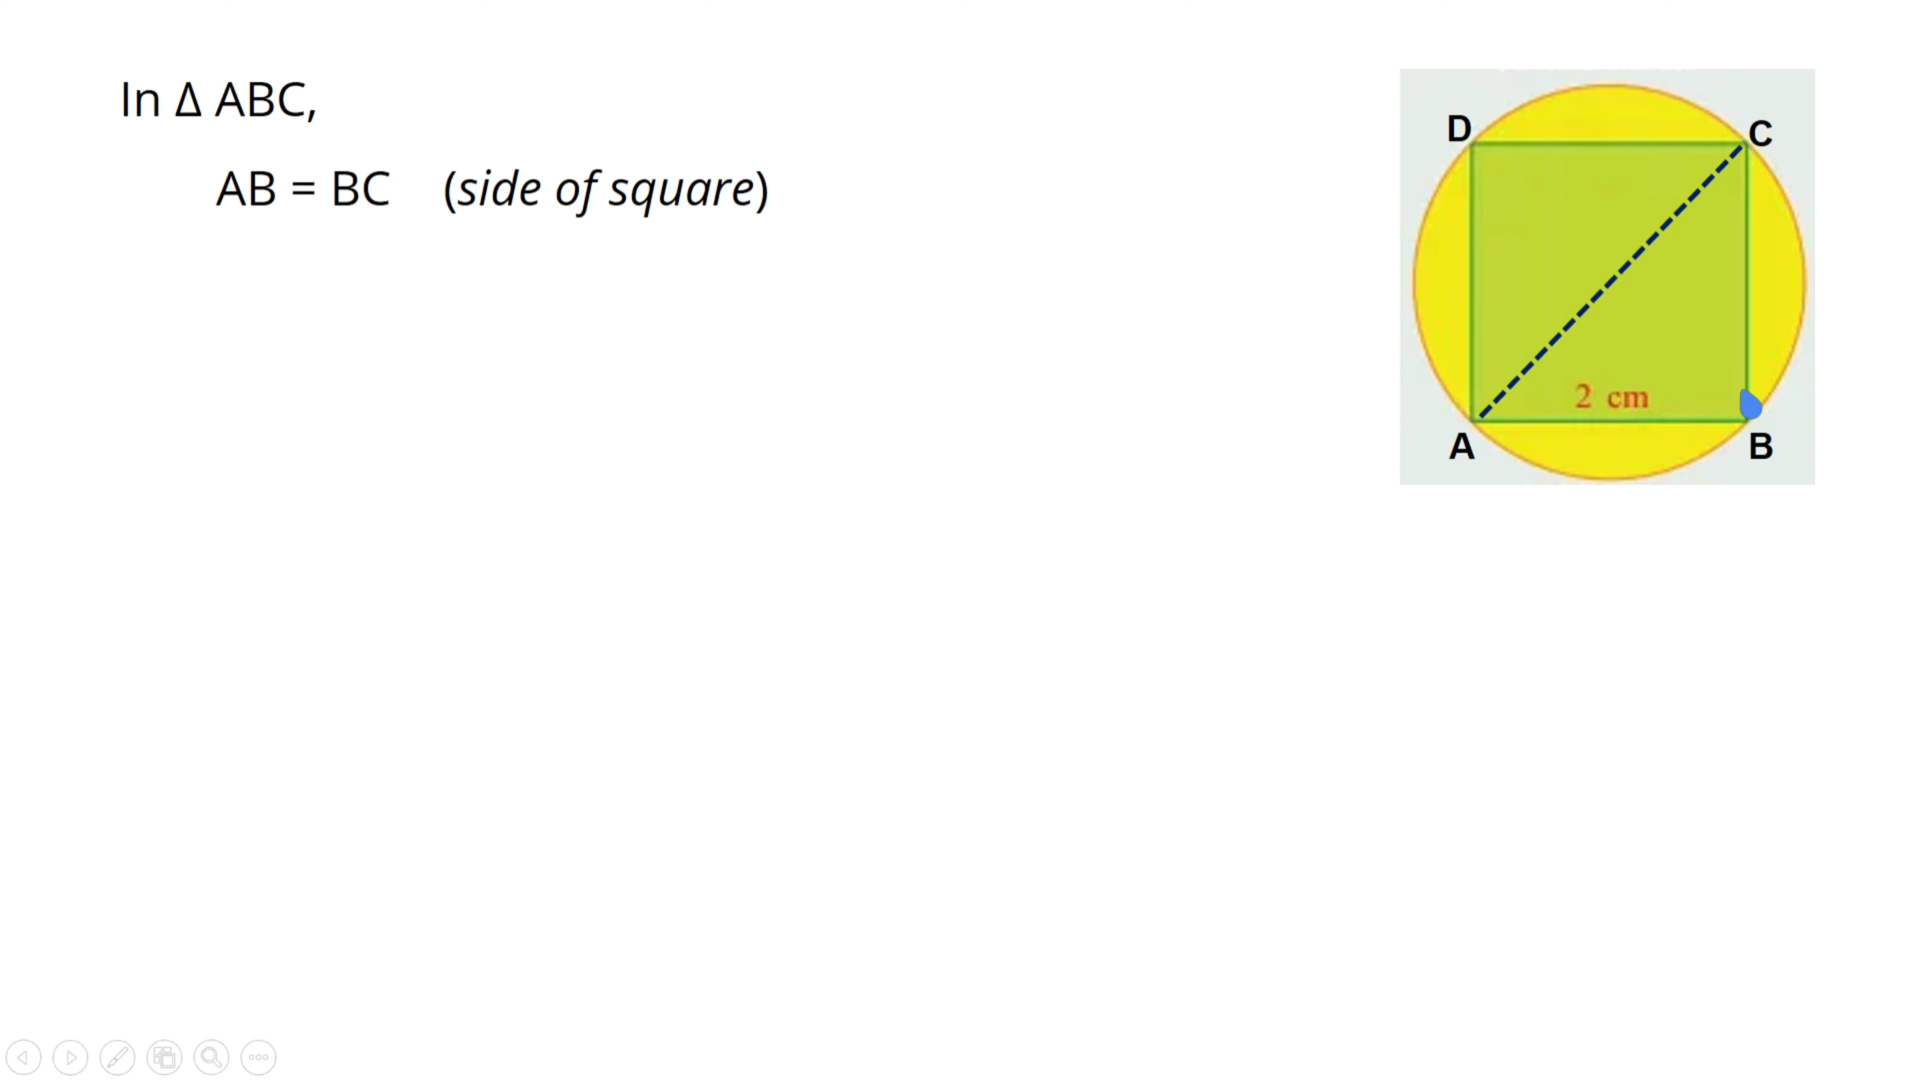 In Δ ABC,
AB = BC (side of square)
D
C
2 cm
A
B